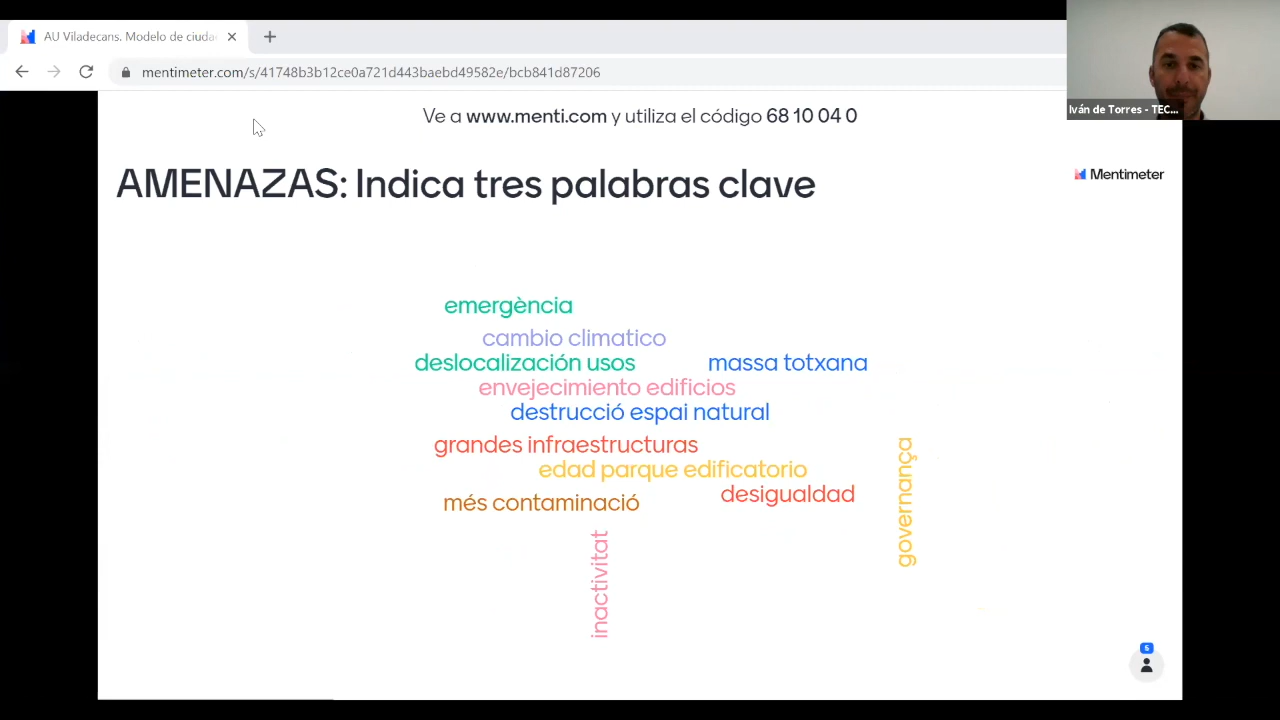 AU Viladecans. Modelo de ciuda
mentimeter.com/s/41748b3b12ce0a721d443baebd49582e/bcb841d87206
Iván de Torres - TEC...
Ve a www.menti.com y utiliza el código 68 10 04 0
AMENAZAS: Indica tres palabras clave
Mentimeter
emergència
cambio climatico
deslocalización usos
massa totxana
envejecimiento edificios
destrucció espai natural
grandes infraestructuras
edad parque edificatorio
desigualdad
més contaminació
governança
inactivitat
5